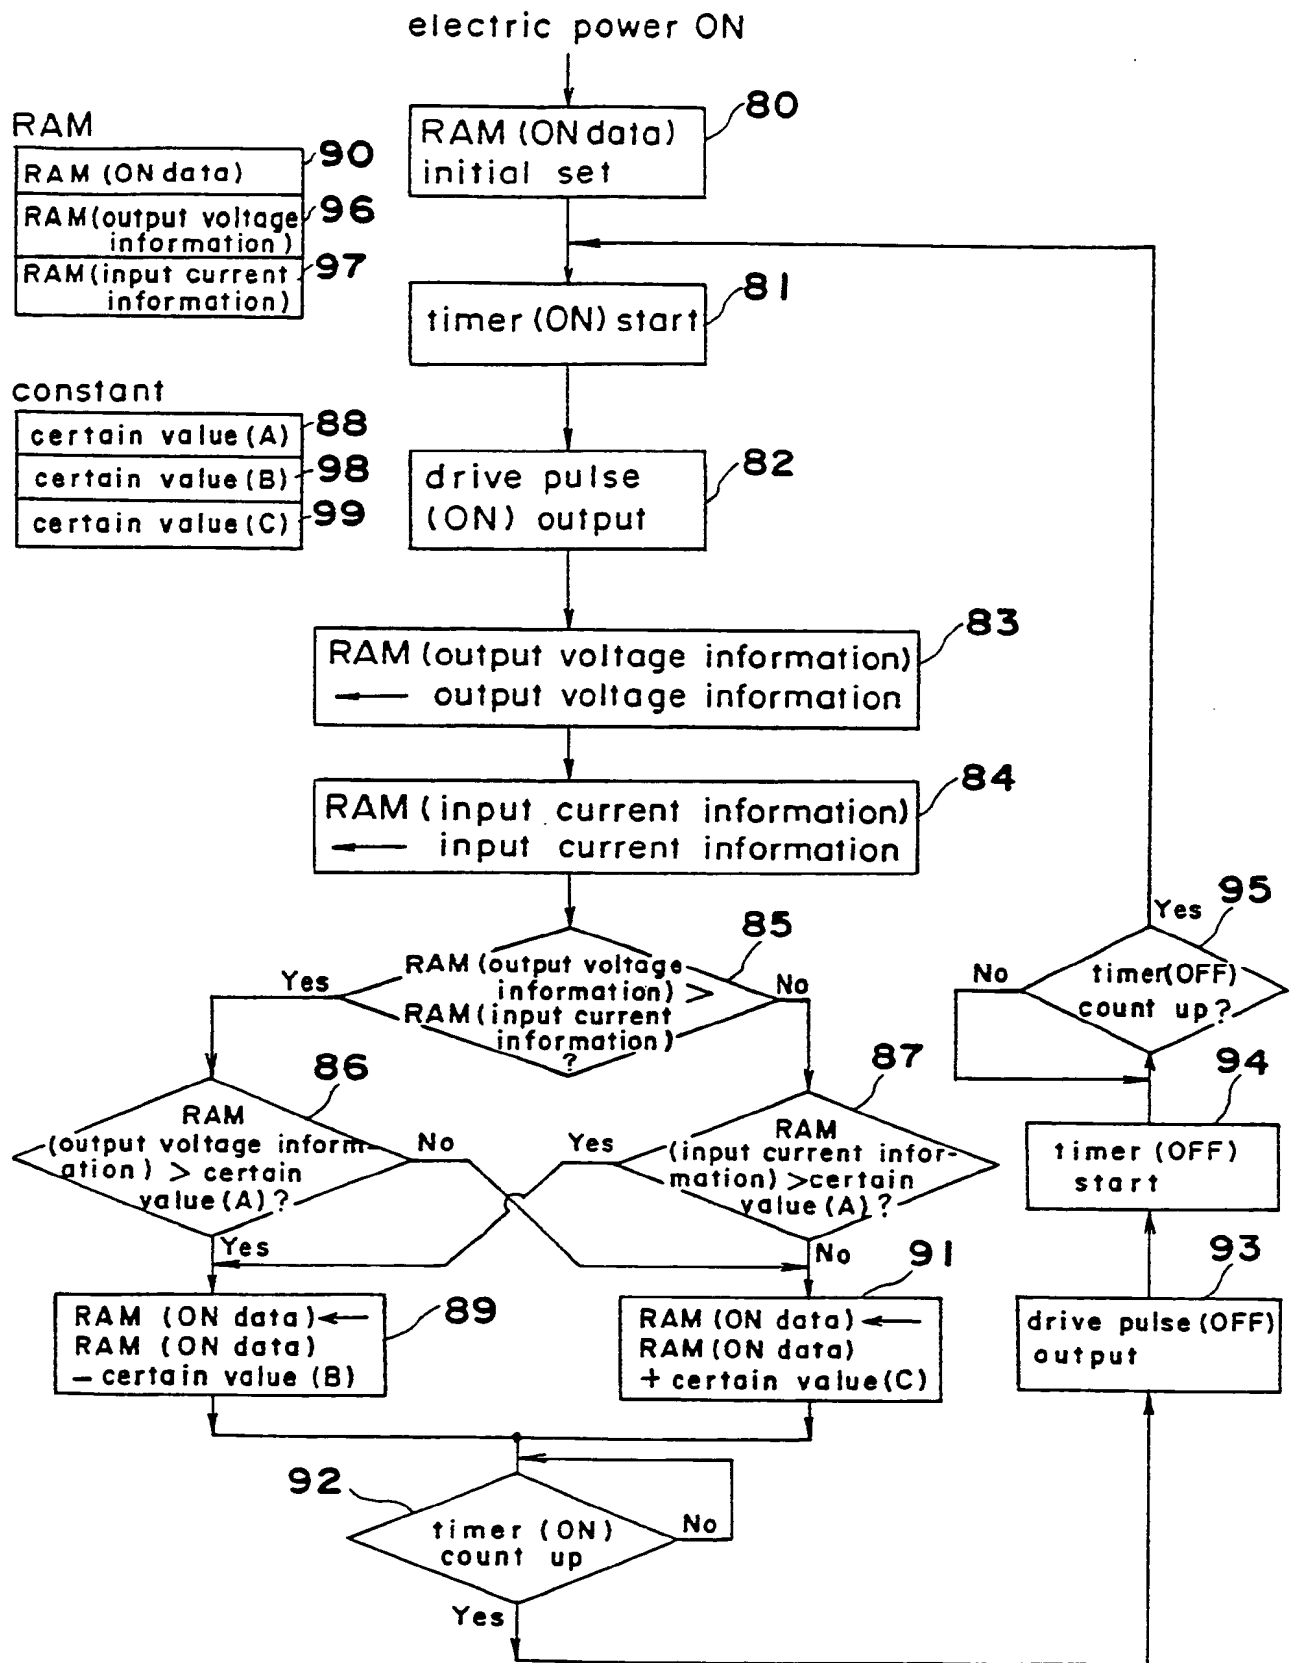 electric power ON
80
RAM (ON data)
initial set
RAM
90
RAM (ON data)
96
RAM (output voltage
information)
97
RAM (input current
information)
81
timer (ON) start
constant
88
certain value (A)
98
certain value (B)
99
certain value (C)
82
drive pulse
(ON) output
83
RAM (output voltage information)
← output voltage information
84
RAM (input current information)
← input current information
85
RAM (output voltage
information) >
RAM (input current
information)
?
Yes
No
86
RAM
(output voltage inform-
ation) > certain
value (A)?
No
Yes
87
RAM
(input current infor-
mation) > certain
value (A)?
Yes
No
89
RAM (ON data) ←
RAM (ON data)
− certain value (B)
91
RAM (ON data) ←
RAM (ON data)
+ certain value (C)
92
timer (ON)
count up
No
Yes
93
drive pulse (OFF)
output
94
timer (OFF)
start
95
timer (OFF)
count up?
No
Yes